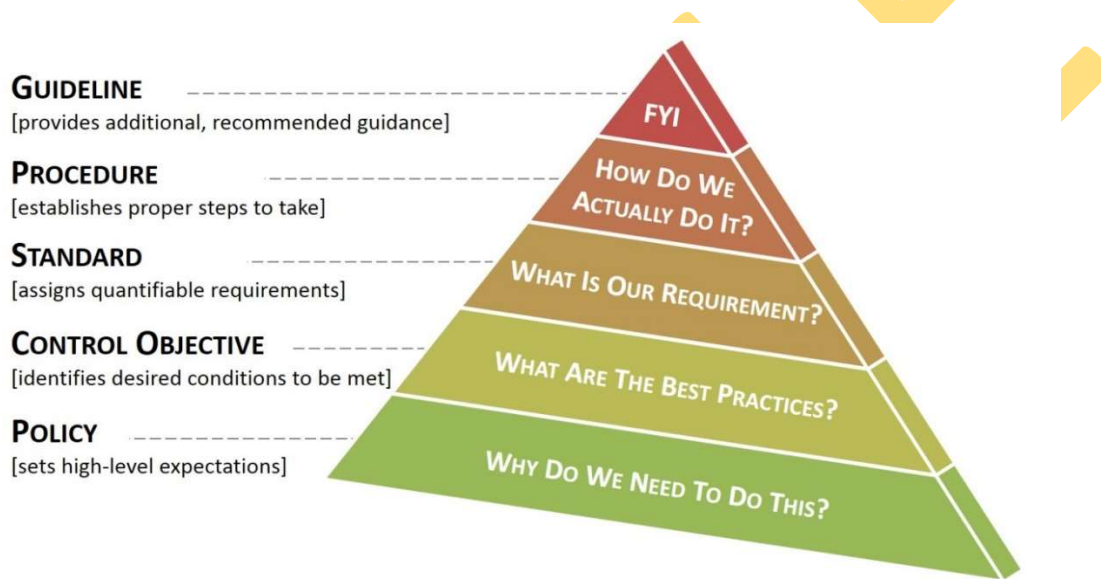 GUIDELINE
[provides additional, recommended guidance]
FYI
PROCEDURE
[establishes proper steps to take]
HOW DO WE
ACTUALLY DO IT?
STANDARD
[assigns quantifiable requirements]
WHAT IS OUR REQUIREMENT?
CONTROL OBJECTIVE
[identifies desired conditions to be met]
WHAT ARE THE BEST PRACTICES?
POLICY
[sets high-level expectations]
WHY DO WE NEED TO DO THIS?